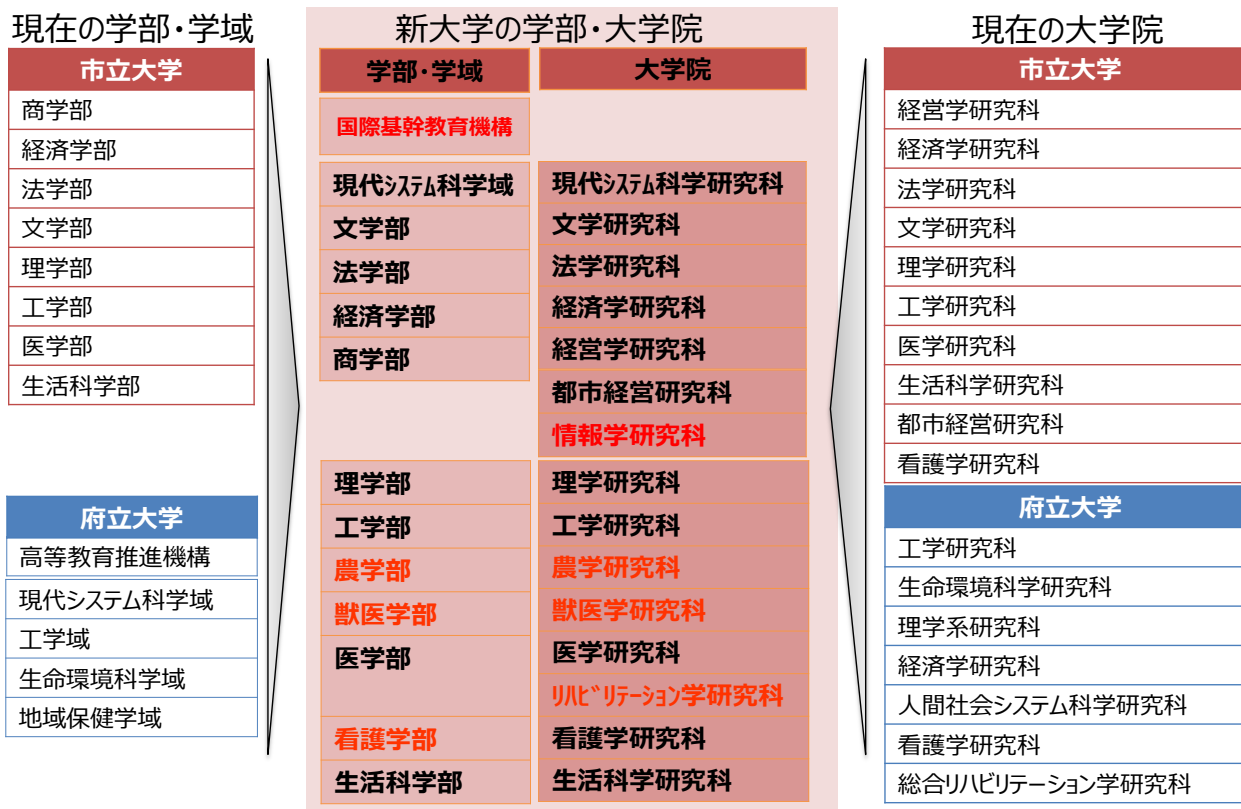 現在の学部・学域
市立大学
商学部
経済学部
法学部
文学部
理学部
工学部
医学部
生活科学部
府立大学
高等教育推進機構
現代システム科学域
工学域
生命環境科学域
地域保健学域
新大学の学部・大学院
学部・学域
国際基幹教育機構
現代ｼｽﾃﾑ科学域
文学部
法学部
経済学部
商学部
理学部
工学部
農学部
獣医学部
医学部
看護学部
生活科学部
大学院
現代ｼｽﾃﾑ科学研究科
文学研究科
法学研究科
経済学研究科
経営学研究科
都市経営研究科
情報学研究科
理学研究科
工学研究科
農学研究科
獣医学研究科
医学研究科
ﾘﾊﾋﾞﾘﾃｰｼｮﾝ学研究科
看護学研究科
生活科学研究科
現在の大学院
市立大学
経営学研究科
経済学研究科
法学研究科
文学研究科
理学研究科
工学研究科
医学研究科
生活科学研究科
都市経営研究科
看護学研究科
府立大学
工学研究科
生命環境科学研究科
理学系研究科
経済学研究科
人間社会システム科学研究科
看護学研究科
総合リハビリテーション学研究科